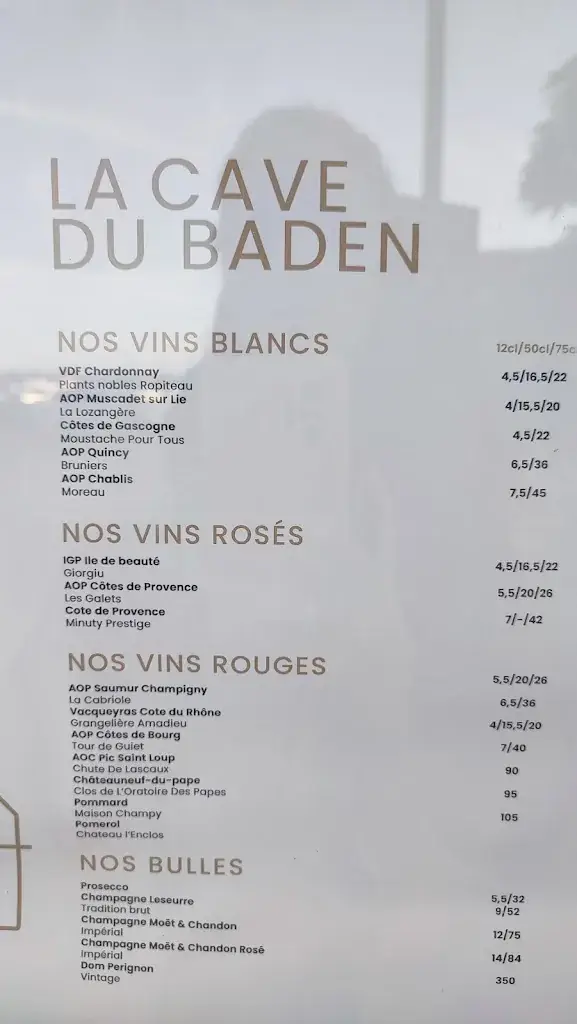 LA CAVE
DU BADEN
NOS VINS BLANCS 12cl/50cl/75c
VDF Chardonnay
Plants nobles Ropiteau 4,5/16,5/22
AOP Muscadet sur Lie
La Lozangère 4/15,5/20
Côtes de Gascogne
Moustache Pour Tous 4,5/22
AOP Quincy
Bruniers 6,5/36
AOP Chablis
Moreau 7,5/45
NOS VINS ROSÉS
IGP Ile de beauté 4,5/16,5/22
Giorgiu
AOP Côtes de Provence 5,5/20/26
Les Galets
Cote de Provence 7/-/42
Minuty Prestige
NOS VINS ROUGES
AOP Saumur Champigny 5,5/20/26
La Cabriole
Vacqueyras Cote du Rhône 6,5/36
Grangelière Amadieu
AOP Côtes de Bourg 4/15,5/20
Tour de Guiet
AOC Pic Saint Loup 7/40
Chute De Lascaux
Châteauneuf-du-pape 90
Clos de L'Oratoire Des Papes
Pommard 95
Maison Champy
Pomerol 105
Chateau l'Enclos
NOS BULLES
Prosecco 5,5/32
Champagne Leseurre 9/52
Tradition brut
Champagne Moët & Chandon 12/75
Impérial
Champagne Moët & Chandon Rosé 14/84
Impérial
Dom Perignon 350
Vintage